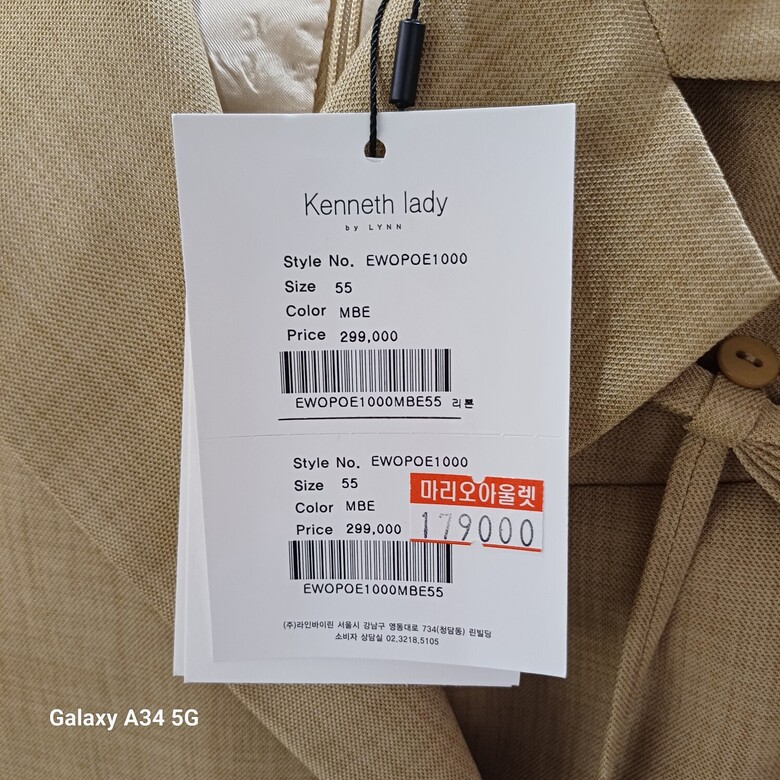 Kenneth lady
by LYNN
Style No. EWOPOE1000
Size 55
Color MBE
Price 299,000
EWOPOE1000MBE55 리본
Style No. EWOPOE1000
Size 55
Color MBE
Price 299,000
마리오아울렛
179000
EWOPOE1000MBE55
(주)라인바이린 서울시 강남구 영동대로 734(청담동) 린빌딩
소비자 상담실 02.3218.5105
Galaxy A34 5G